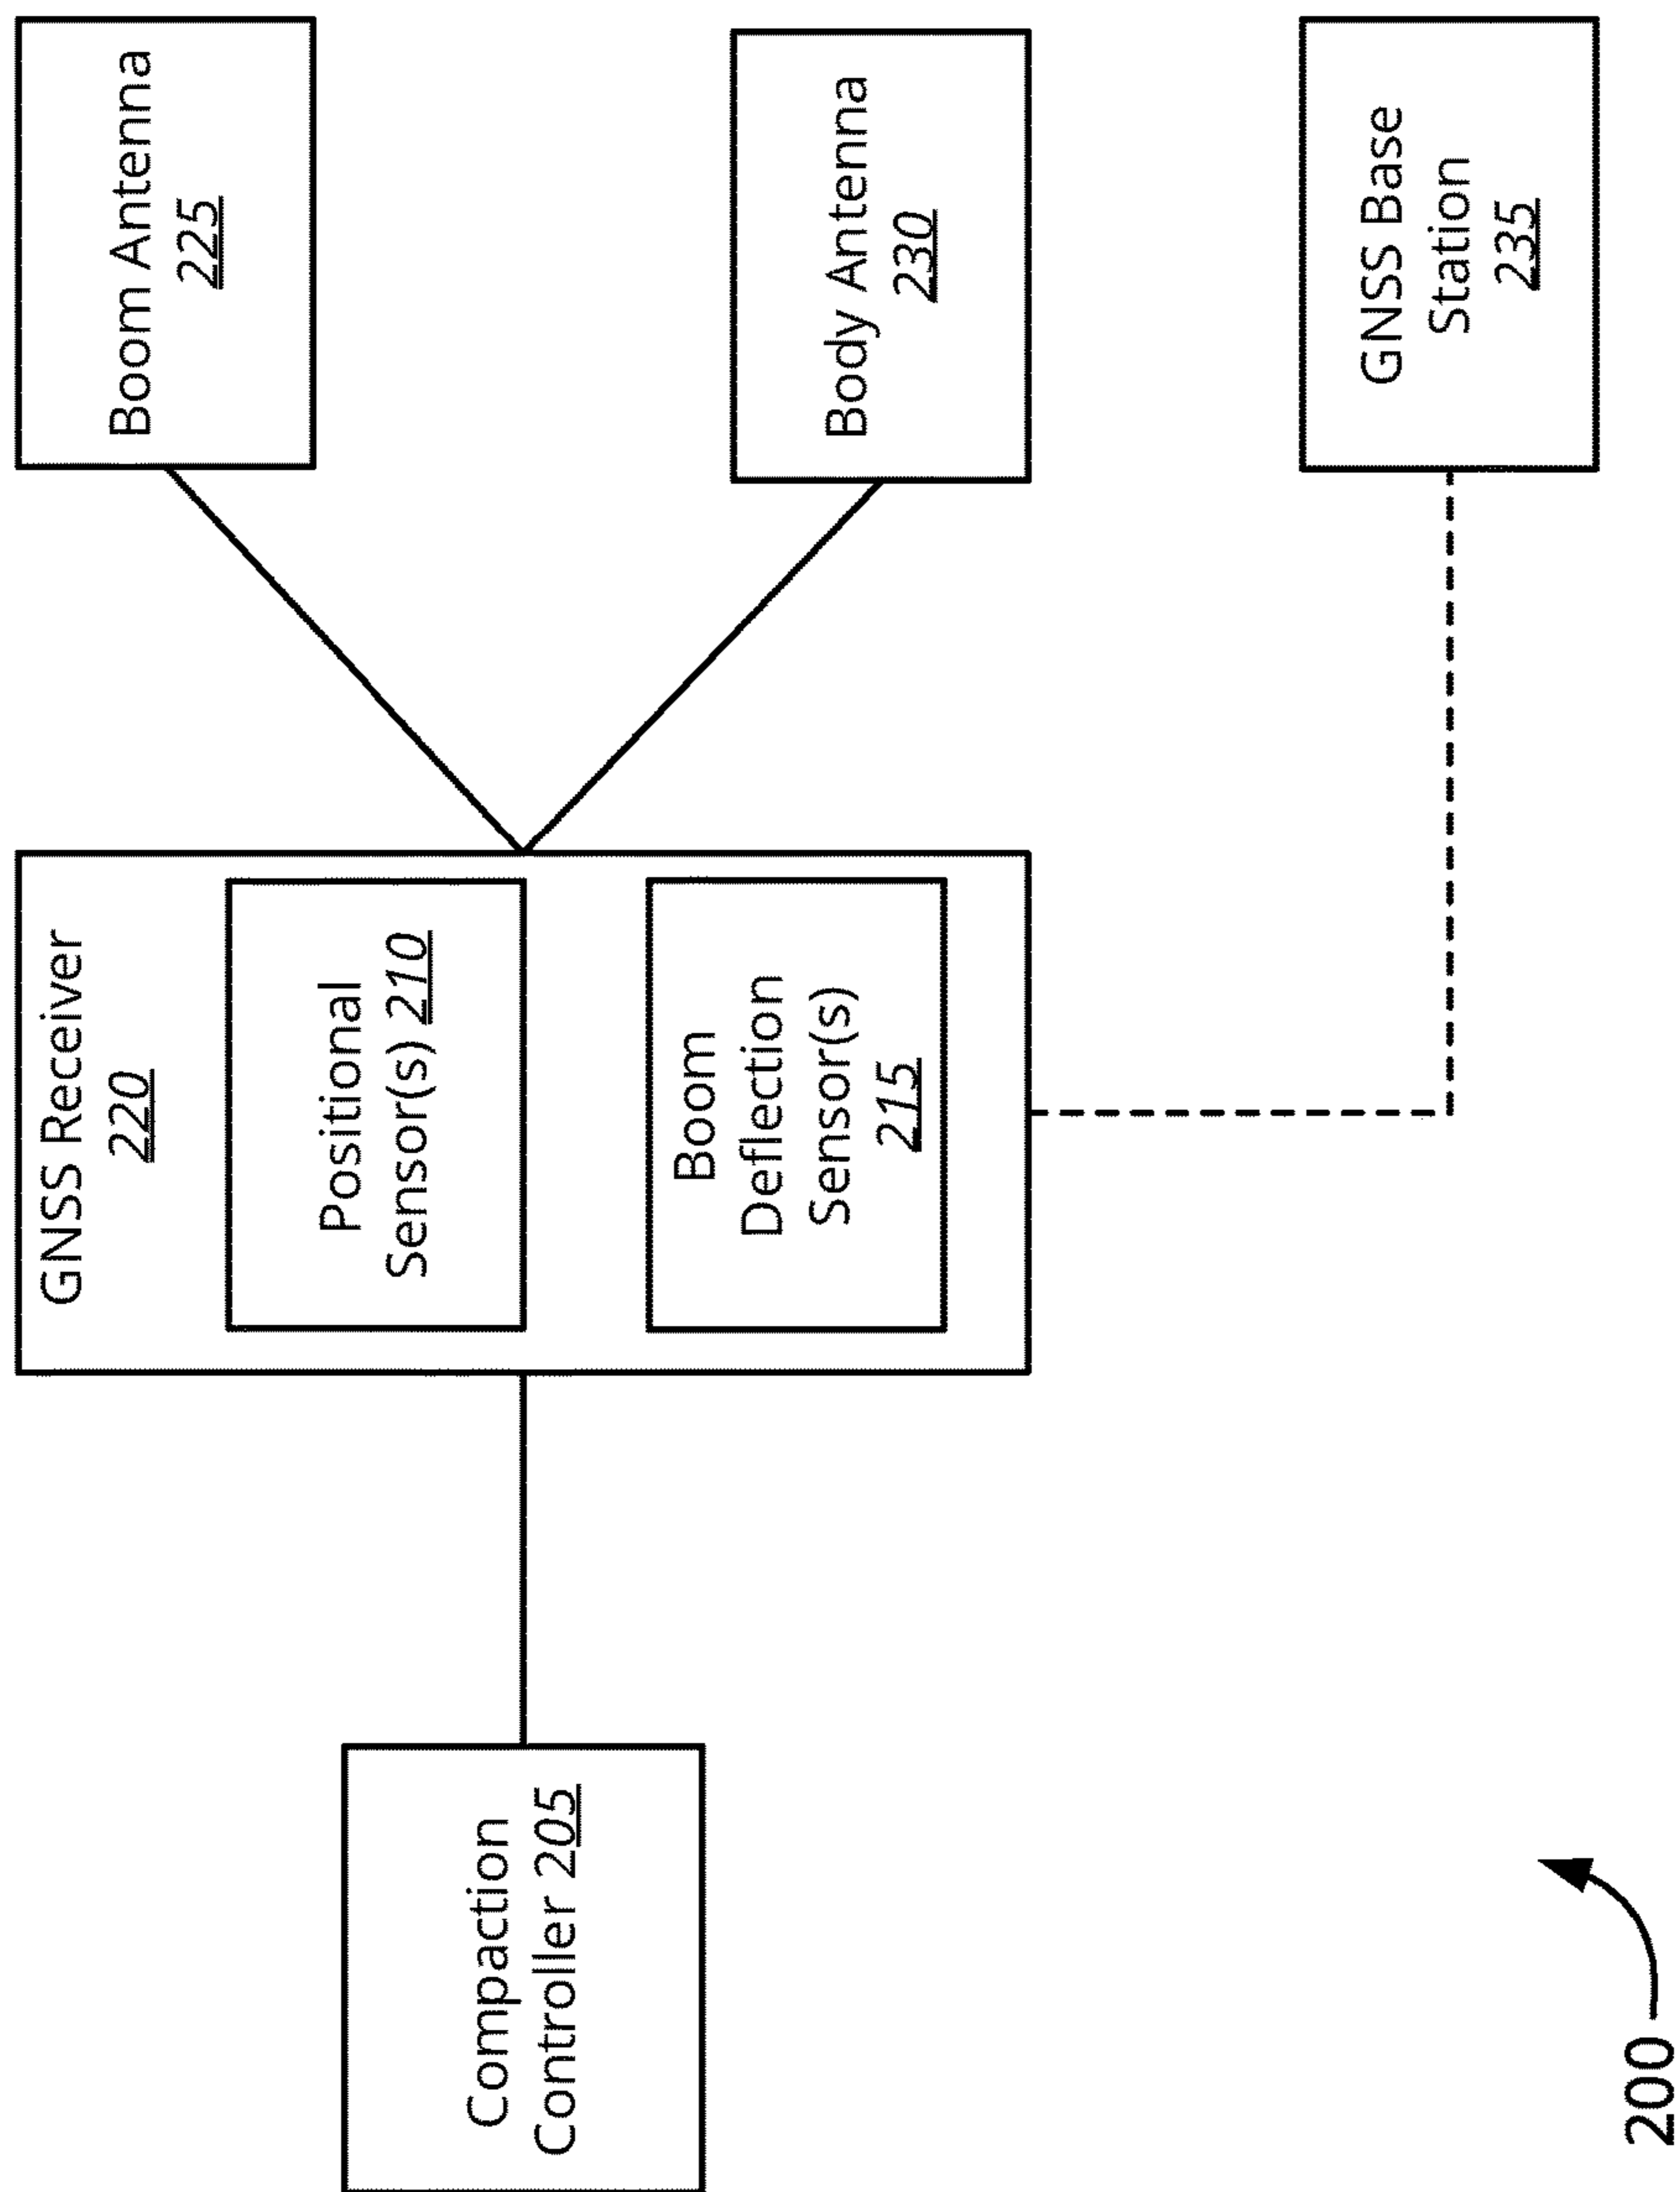 Compaction
Controller 205
GNSS Receiver
220
Positional
Sensor(s) 210
Boom
Deflection
Sensor(s)
215
Boom Antenna
225
Body Antenna
230
GNSS Base
Station
235
200